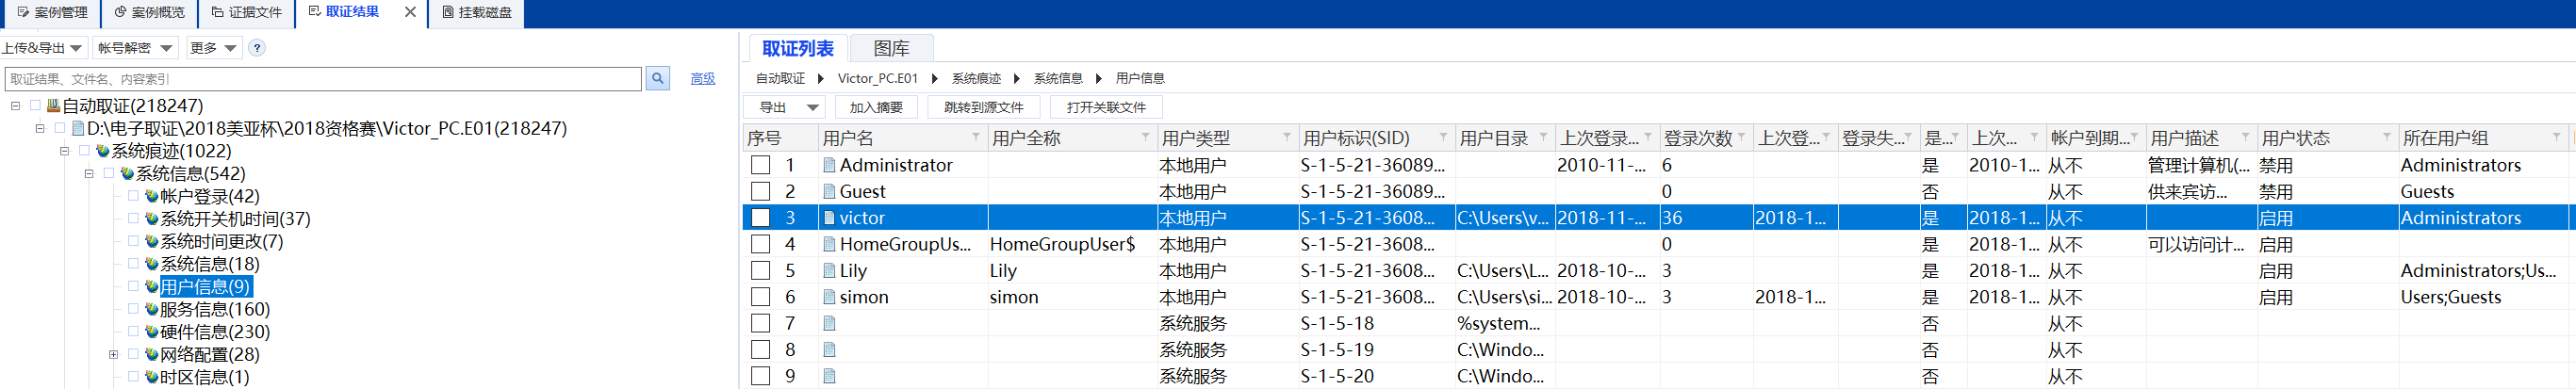 案例管理 案例概览 证据文件 取证结果 挂载磁盘
上传&导出 帐号解密 更多 ?
取证结果、文件名、内容索引 高级
自动取证(218247)
D:\电子取证\2018美亚杯\2018资格赛\Victor_PC.E01(218247)
系统痕迹(1022)
系统信息(542)
帐户登录(42)
系统开关机时间(37)
系统时间更改(7)
系统信息(18)
用户信息(9)
服务信息(160)
硬件信息(230)
网络配置(28)
时区信息(1)
取证列表 图库
自动取证 Victor_PC.E01 系统痕迹 系统信息 用户信息
导出 加入摘要 跳转到源文件 打开关联文件
序号 用户名 用户全称 用户类型 用户标识(SID) 用户目录 上次登录... 登录次数 上次登... 登录失... 是... 上次... 帐户到期... 用户描述 用户状态 所在用户组
1 Administrator 本地用户 S-1-5-21-36089... 2010-11-... 6 是 2010-1... 从不 管理计算机(... 禁用 Administrators
2 Guest 本地用户 S-1-5-21-36089... 0 否 从不 供来宾访... 禁用 Guests
3 victor 本地用户 S-1-5-21-3608... C:\Users\v... 2018-11-... 36 2018-1... 是 2018-1... 从不 启用 Administrators
4 HomeGroupUs... HomeGroupUser$ 本地用户 S-1-5-21-3608... 0 是 2018-1... 从不 可以访问计... 启用
5 Lily Lily 本地用户 S-1-5-21-3608... C:\Users\L... 2018-10-... 3 是 2018-1... 从不 启用 Administrators;Us...
6 simon simon 本地用户 S-1-5-21-3608... C:\Users\si... 2018-10-... 3 2018-1... 是 2018-1... 从不 启用 Users;Guests
7 系统服务 S-1-5-18 %system... 否 从不
8 系统服务 S-1-5-19 C:\Windo... 否 从不
9 系统服务 S-1-5-20 C:\Windo... 否 从不